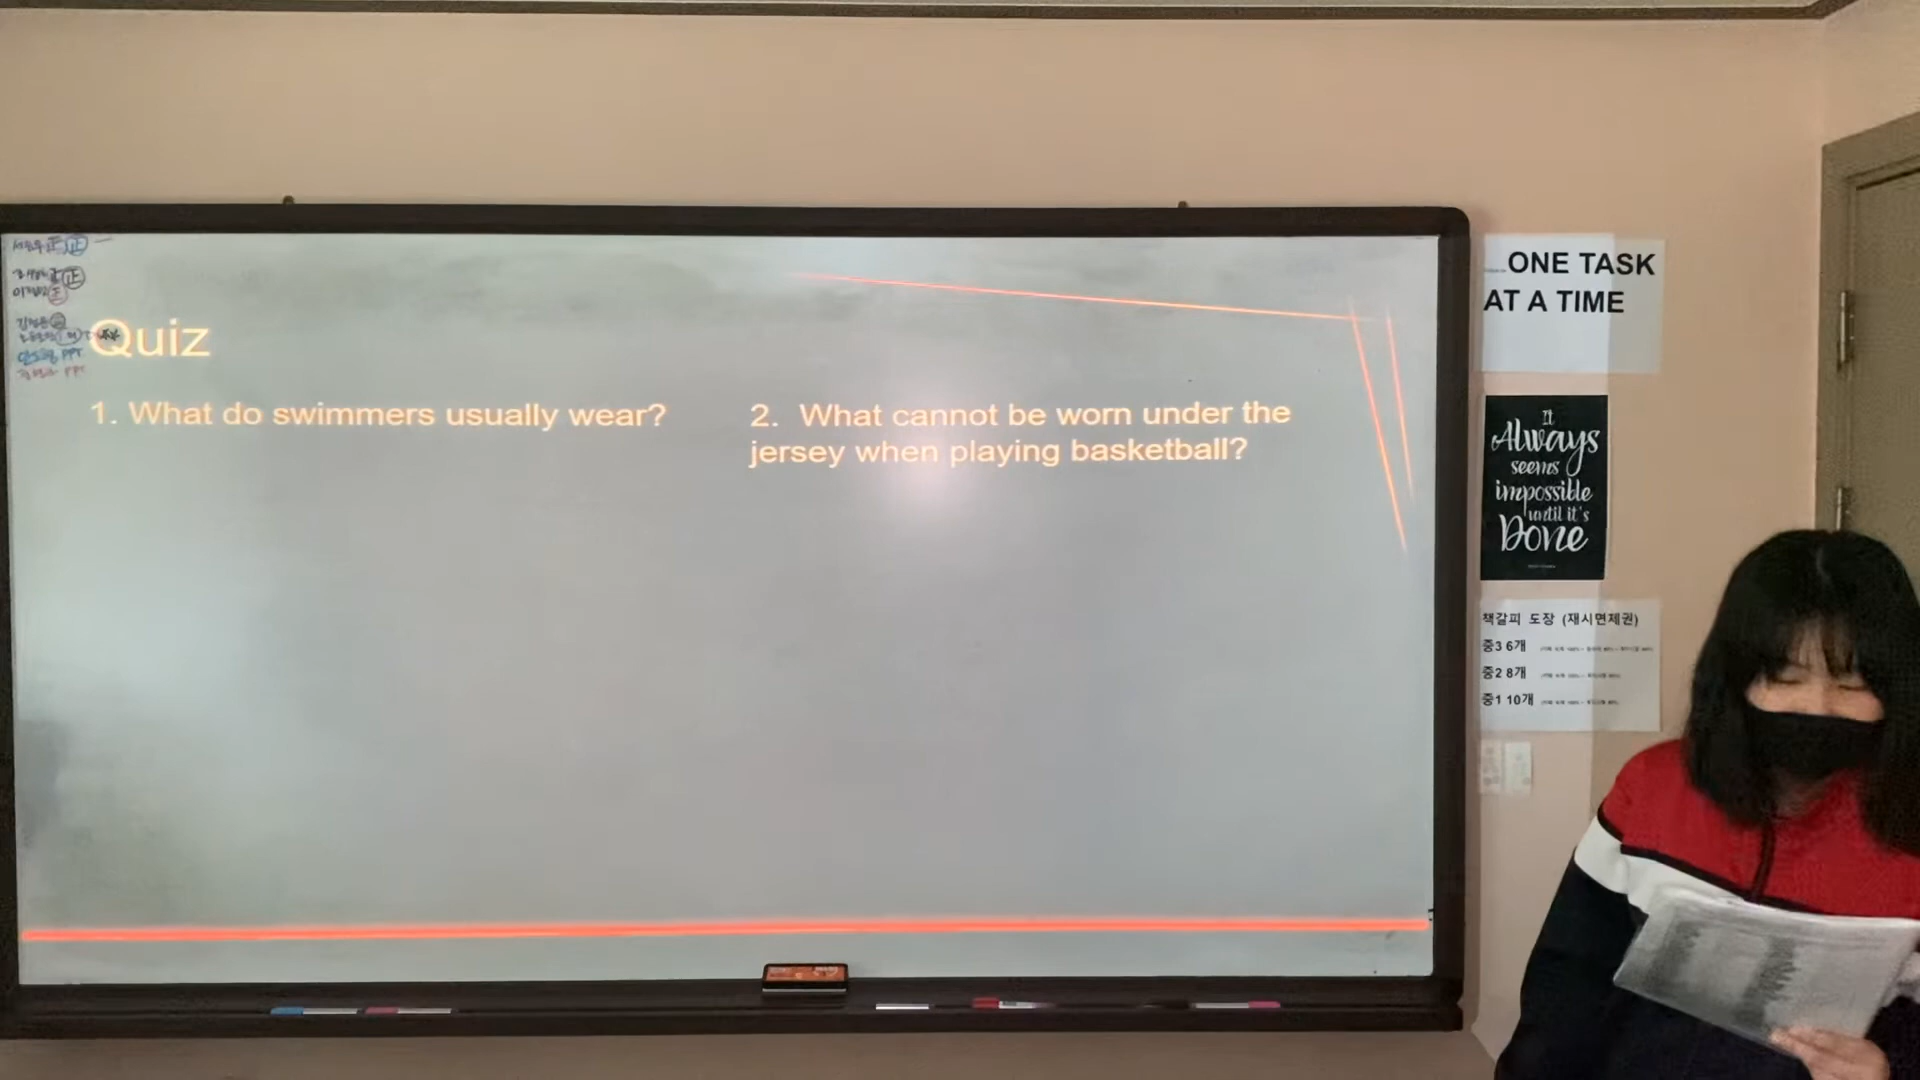 Quiz
1. What do swimmers usually wear?
2. What cannot be worn under the
jersey when playing basketball?
ONE TASK
AT A TIME
It
Always
seems
impossible
until it's
Done
책갈피 도장 (재시면제권)
중3 6개
중2 8개
중1 10개